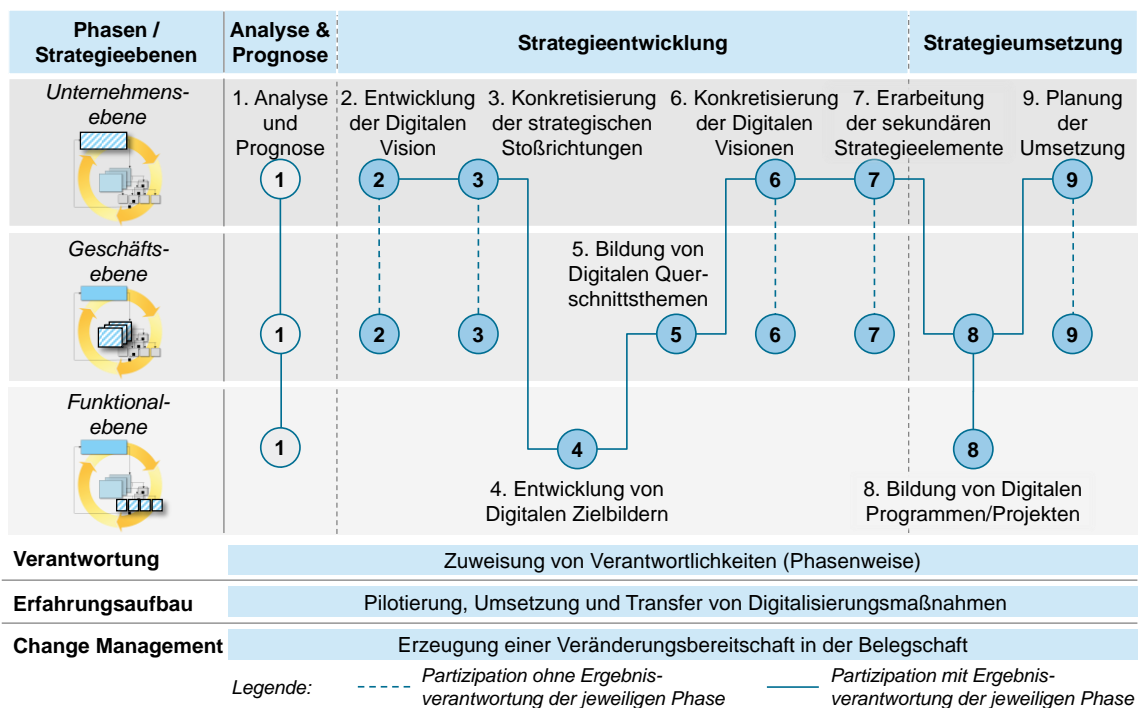 Phasen /
Strategieebenen
Analyse &
Prognose
Strategieentwicklung
Strategieumsetzung
Unternehmens-
ebene
1. Analyse
und
Prognose
2. Entwicklung
der Digitalen
Vision
3. Konkretisierung
der strategischen
Stoßrichtungen
6. Konkretisierung
der Digitalen
Visionen
7. Erarbeitung
der sekundären
Strategieelemente
9. Planung
der
Umsetzung
1
2
3
6
7
9
Geschäfts-
ebene
5. Bildung von
Digitalen Quer-
schnittsthemen
1
2
3
5
6
7
8
9
Funktional-
ebene
1
4
8
4. Entwicklung von
Digitalen Zielbildern
8. Bildung von Digitalen
Programmen/Projekten
Verantwortung
Zuweisung von Verantwortlichkeiten (Phasenweise)
Erfahrungsaufbau
Pilotierung, Umsetzung und Transfer von Digitalisierungsmaßnahmen
Change Management
Erzeugung einer Veränderungsbereitschaft in der Belegschaft
Legende:
Partizipation ohne Ergebnis-
verantwortung der jeweiligen Phase
Partizipation mit Ergebnis-
verantwortung der jeweiligen Phase